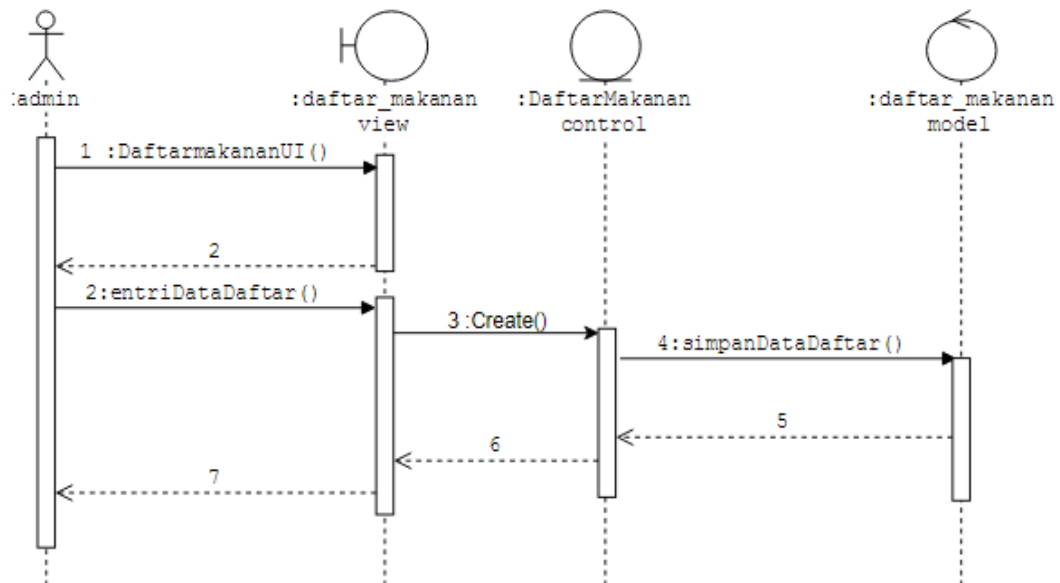 :admin
:daftar_makanan
view
:DaftarMakanan
control
:daftar_makanan
model
1 :DaftarmakananUI()
2
2:entriDataDaftar()
3 :Create()
4:simpanDataDaftar()
5
6
7